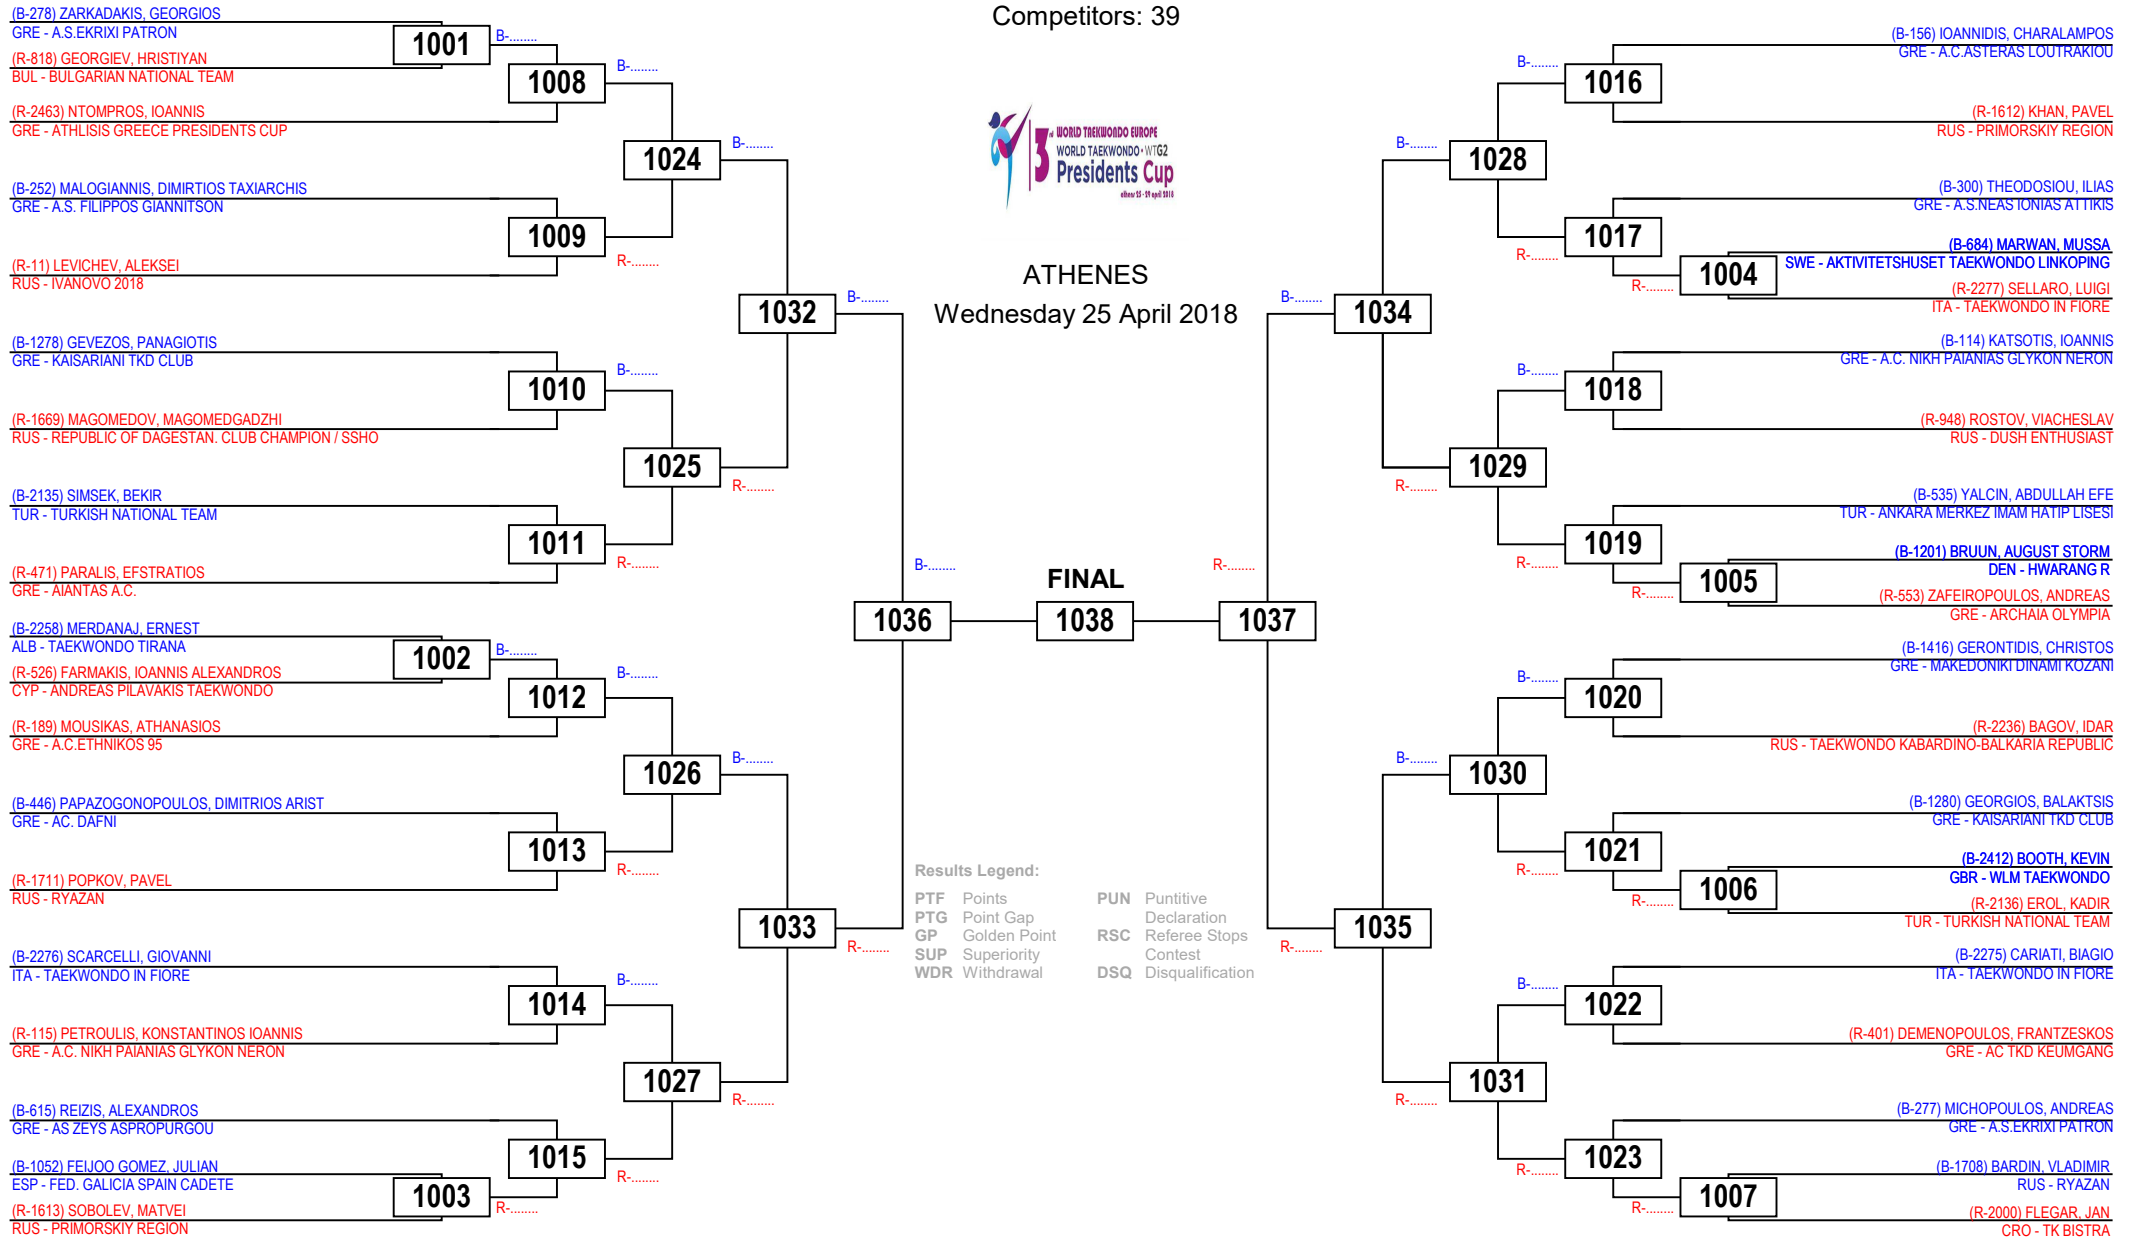 Competitors: 39
3rd WORLD TAEKWONDO EUROPE
WORLD TAEKWONDO • WTG2
Presidents Cup
athens 25 - 29 april 2018
ATHENES
Wednesday 25 April 2018
(B-278) ZARKADAKIS, GEORGIOS
GRE - A.S.EKRIXI PATRON
1001
B-........
(R-818) GEORGIEV, HRISTIYAN
BUL - BULGARIAN NATIONAL TEAM
1008
B-........
(R-2463) NTOMPROS, IOANNIS
GRE - ATHLISIS GREECE PRESIDENTS CUP
1024
B-........
(B-252) MALOGIANNIS, DIMIRTIOS TAXIARCHIS
GRE - A.S. FILIPPOS GIANNITSON
1009
R-........
(R-11) LEVICHEV, ALEKSEI
RUS - IVANOVO 2018
1032
B-........
(B-1278) GEVEZOS, PANAGIOTIS
GRE - KAISARIANI TKD CLUB
1010
B-........
(R-1669) MAGOMEDOV, MAGOMEDGADZHI
RUS - REPUBLIC OF DAGESTAN. CLUB CHAMPION / SSHO
1025
R-........
(B-2135) SIMSEK, BEKIR
TUR - TURKISH NATIONAL TEAM
1011
R-........
(R-471) PARALIS, EFSTRATIOS
GRE - AIANTAS A.C.
1036
B-........
(B-2258) MERDANAJ, ERNEST
ALB - TAEKWONDO TIRANA
1002
B-........
(R-526) FARMAKIS, IOANNIS ALEXANDROS
CYP - ANDREAS PILAVAKIS TAEKWONDO
1012
B-........
(R-189) MOUSIKAS, ATHANASIOS
GRE - A.C.ETHNIKOS 95
1026
B-........
(B-446) PAPAZOGONOPOULOS, DIMITRIOS ARIST
GRE - AC. DAFNI
1013
R-........
(R-1711) POPKOV, PAVEL
RUS - RYAZAN
1033
R-........
(B-2276) SCARCELLI, GIOVANNI
ITA - TAEKWONDO IN FIORE
1014
B-........
(R-115) PETROULIS, KONSTANTINOS IOANNIS
GRE - A.C. NIKH PAIANIAS GLYKON NERON
1027
R-........
(B-615) REIZIS, ALEXANDROS
GRE - AS ZEYS ASPROPURGOU
1015
R-........
(B-1052) FEIJOO GOMEZ, JULIAN
ESP - FED. GALICIA SPAIN CADETE
1003
R-........
(R-1613) SOBOLEV, MATVEI
RUS - PRIMORSKIY REGION
FINAL
1038
Results Legend:
PTF Points
PTG Point Gap
GP Golden Point
SUP Superiority
WDR Withdrawal
PUN Puntitive
Declaration
RSC Referee Stops
Contest
DSQ Disqualification
(B-156) IOANNIDIS, CHARALAMPOS
GRE - A.C.ASTERAS LOUTRAKIOU
B-........
1016
(R-1612) KHAN, PAVEL
RUS - PRIMORSKIY REGION
B-........
1028
(B-300) THEODOSIOU, ILIAS
GRE - A.S.NEAS IONIAS ATTIKIS
R-........
1017
(B-684) MARWAN, MUSSA
SWE - AKTIVITETSHUSET TAEKWONDO LINKOPING
R-........
1004
(R-2277) SELLARO, LUIGI
ITA - TAEKWONDO IN FIORE
B-........
1034
(B-114) KATSOTIS, IOANNIS
GRE - A.C. NIKH PAIANIAS GLYKON NERON
B-........
1018
(R-948) ROSTOV, VIACHESLAV
RUS - DUSH ENTHUSIAST
R-........
1029
(B-535) YALCIN, ABDULLAH EFE
TUR - ANKARA MERKEZ IMAM HATIP LISESI
R-........
1019
(B-1201) BRUUN, AUGUST STORM
DEN - HWARANG R
R-........
1005
(R-553) ZAFEIROPOULOS, ANDREAS
GRE - ARCHAIA OLYMPIA
R-........
1037
(B-1416) GERONTIDIS, CHRISTOS
GRE - MAKEDONIKI DINAMI KOZANI
B-........
1020
(R-2236) BAGOV, IDAR
RUS - TAEKWONDO KABARDINO-BALKARIA REPUBLIC
B-........
1030
(B-1280) GEORGIOS, BALAKTSIS
GRE - KAISARIANI TKD CLUB
R-........
1021
(B-2412) BOOTH, KEVIN
GBR - WLM TAEKWONDO
R-........
1006
(R-2136) EROL, KADIR
TUR - TURKISH NATIONAL TEAM
R-........
1035
(B-2275) CARIATI, BIAGIO
ITA - TAEKWONDO IN FIORE
B-........
1022
(R-401) DEMENOPOULOS, FRANTZESKOS
GRE - AC TKD KEUMGANG
R-........
1031
(B-277) MICHOPOULOS, ANDREAS
GRE - A.S.EKRIXI PATRON
R-........
1023
(B-1708) BARDIN, VLADIMIR
RUS - RYAZAN
R-........
1007
(R-2000) FLEGAR, JAN
CRO - TK BISTRA